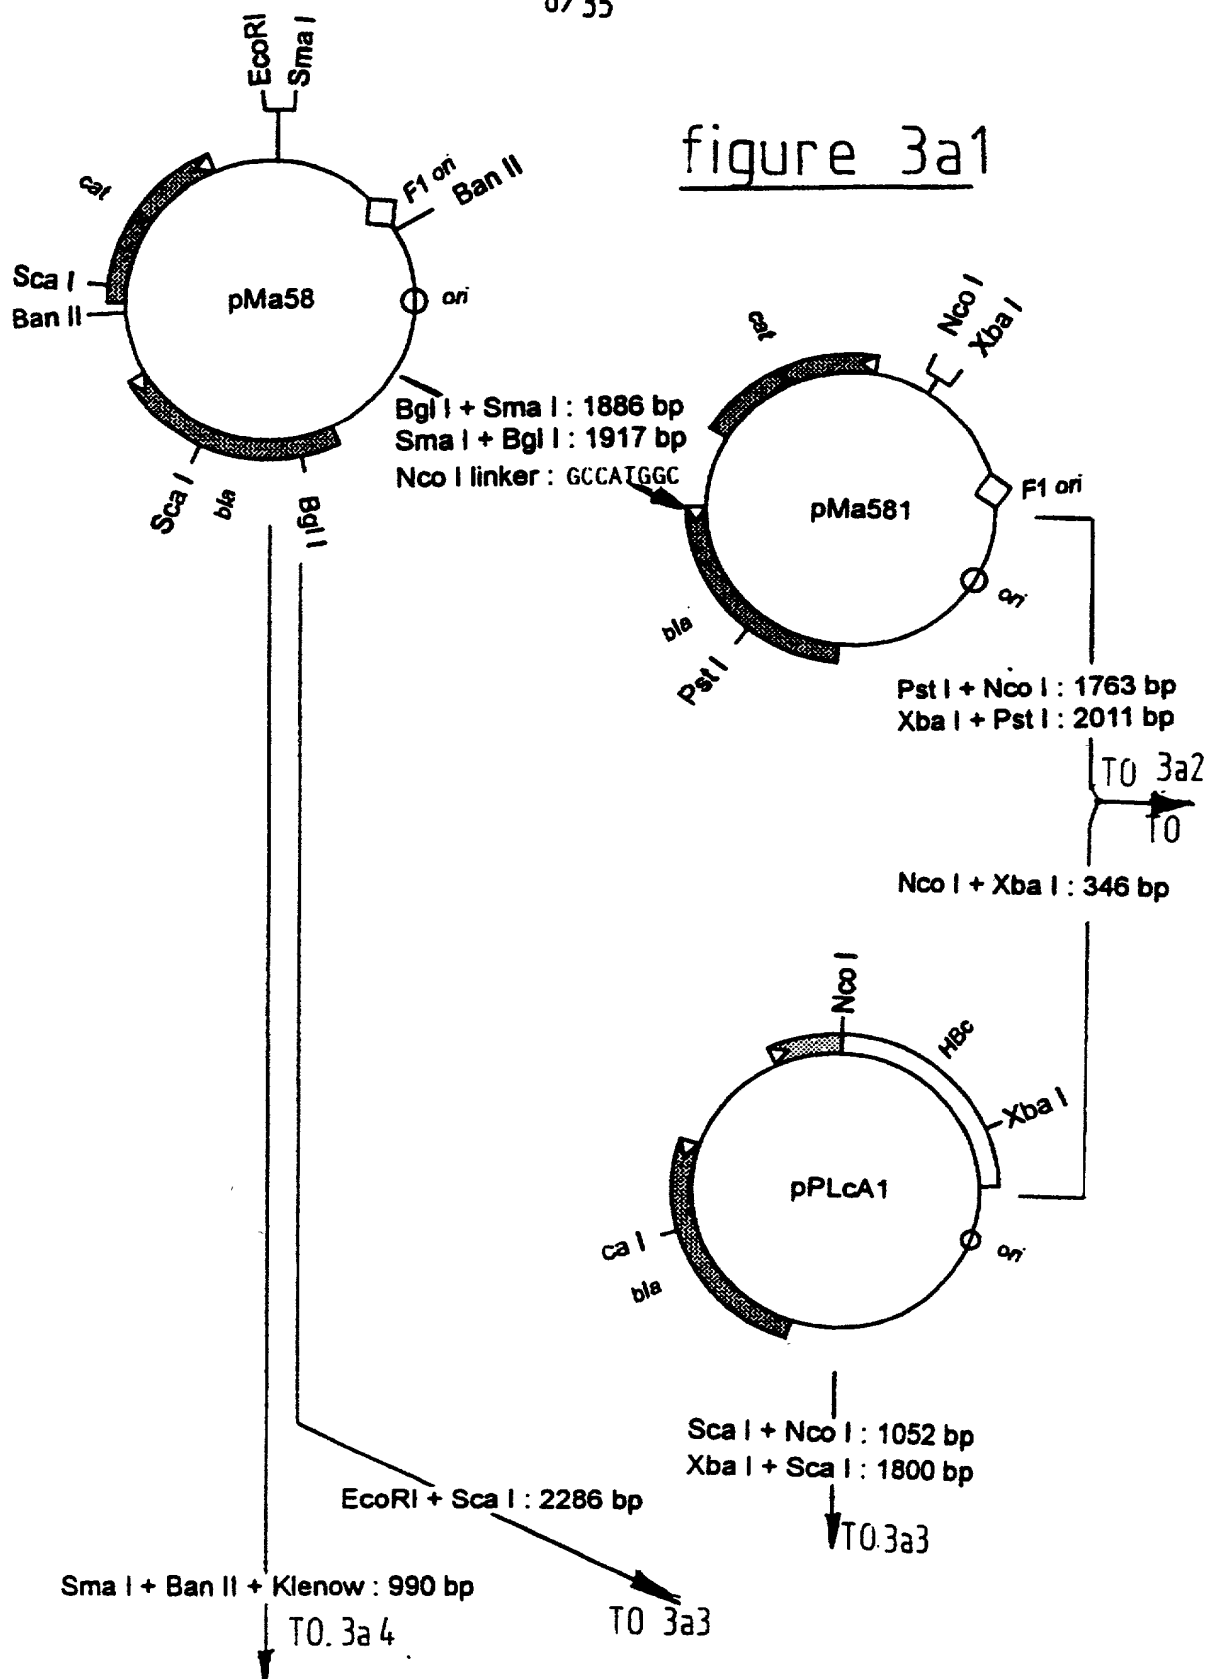 figure 3a1
EcoRI
Sma I
cat
F1 ori
Ban II
Sca I
Ban II
pMa58
ori
Sca I
bla
Bgl I
Bgl I + Sma I : 1886 bp
Sma I + Bgl I : 1917 bp
Nco I linker : GCCATGGC
cat
Nco I
Xba I
pMa581
F1 ori
ori
bla
Pst I
Pst I + Nco I : 1763 bp
Xba I + Pst I : 2011 bp
TO 3a2
TO
Nco I + Xba I : 346 bp
Nco I
HBc
Xba I
pPLcA1
ca I
bla
ori
Sca I + Nco I : 1052 bp
Xba I + Sca I : 1800 bp
TO.3a3
EcoRI + Sca I : 2286 bp
TO 3a3
Sma I + Ban II + Klenow : 990 bp
TO. 3a4